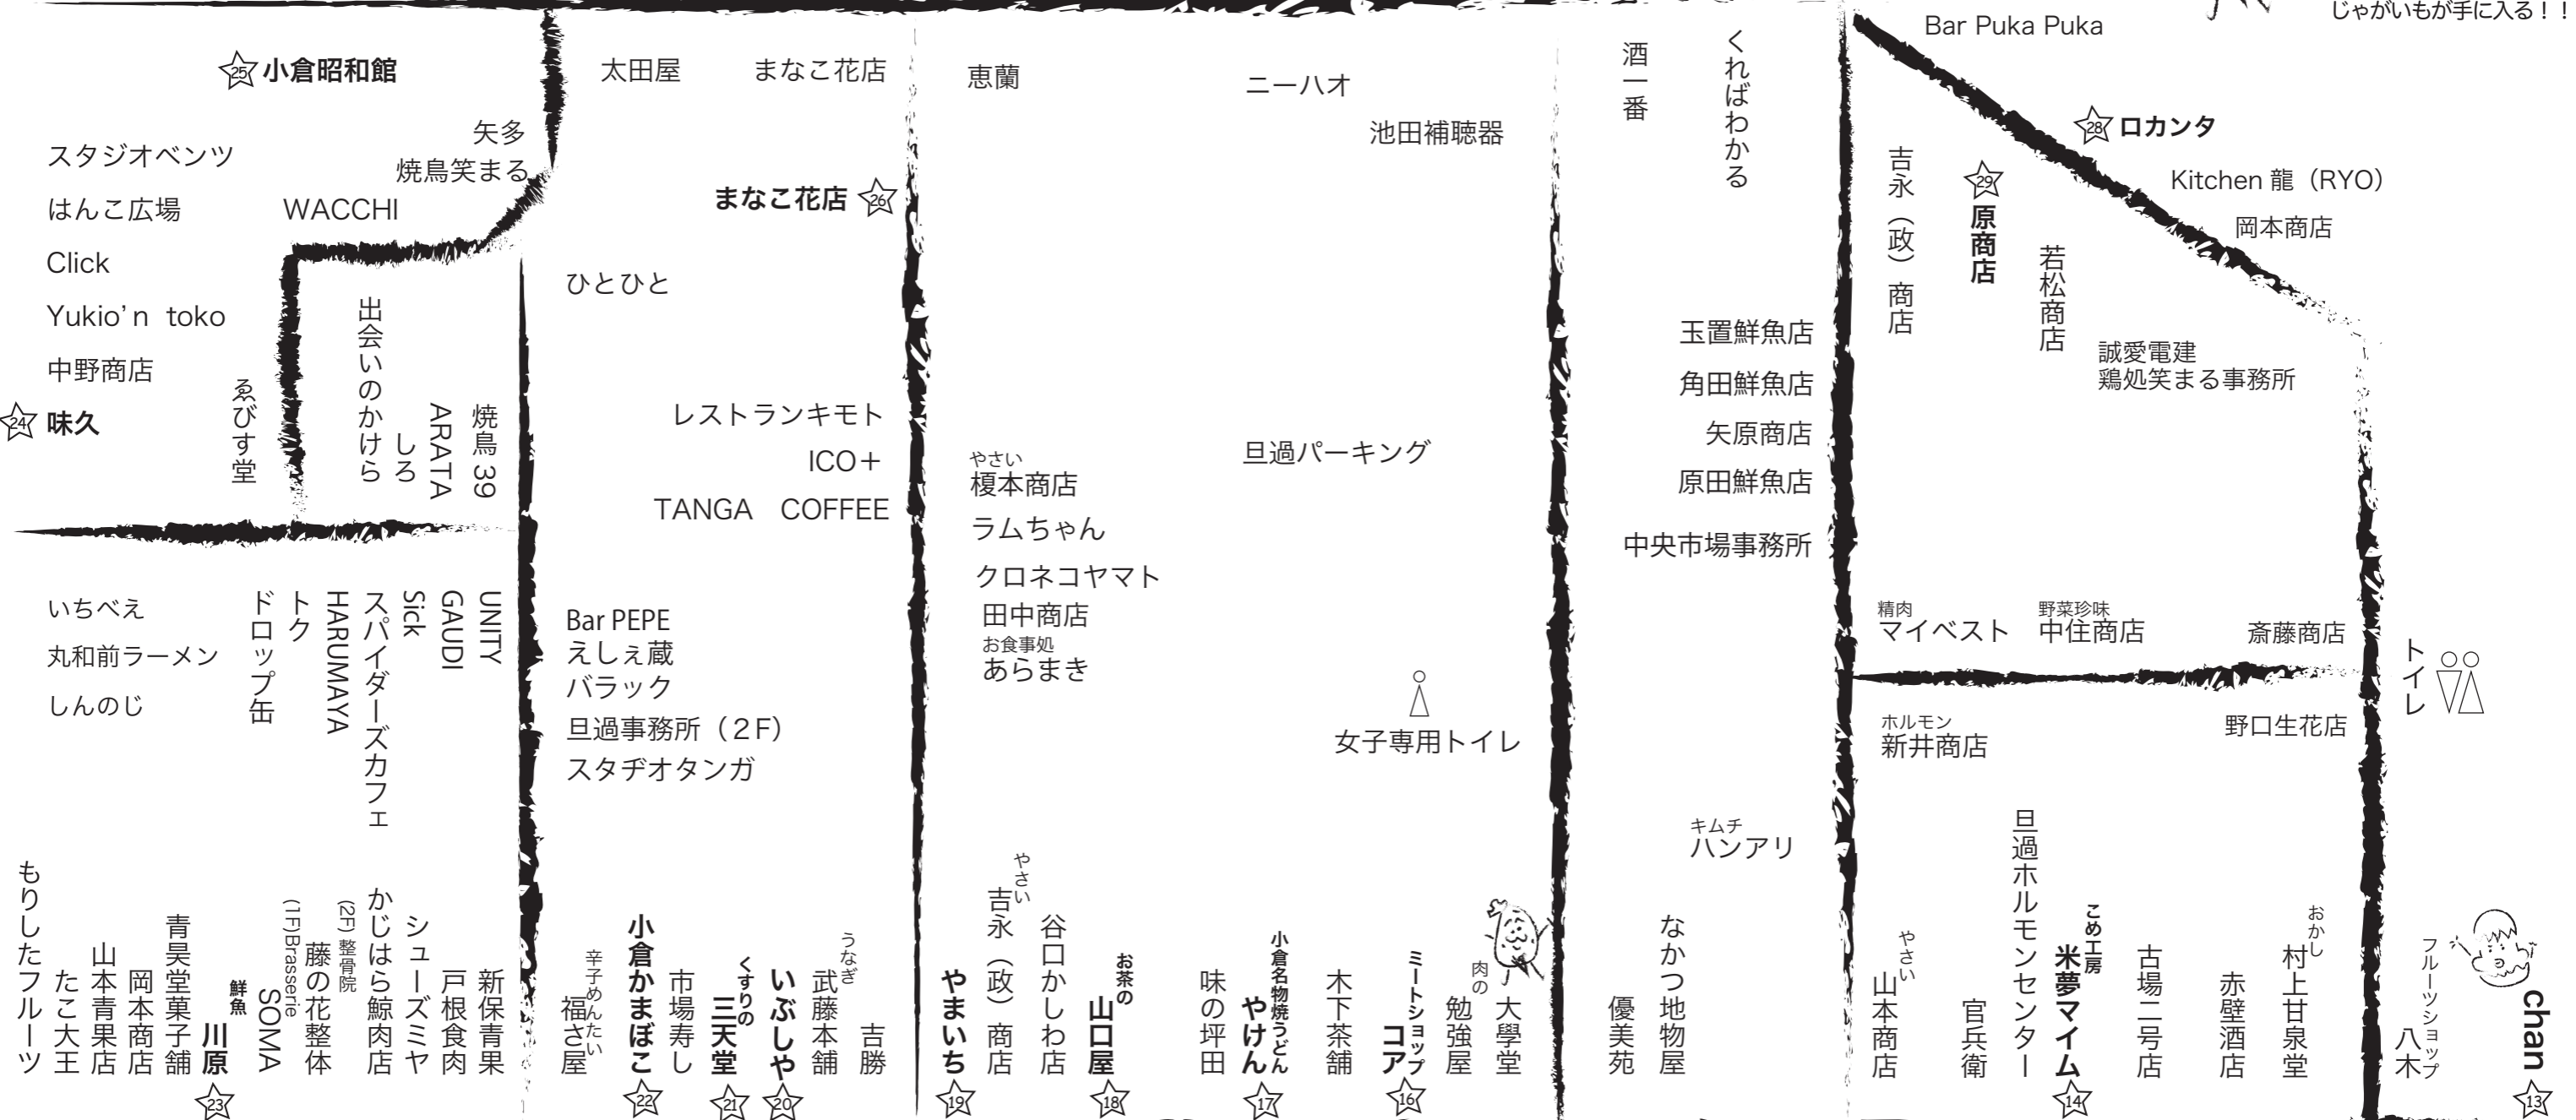 じゃがいもが手に入る！！
Bar Puka Puka
25 小倉昭和館
矢多
焼鳥笑まる
スタジオベンツ
はんこ広場
WACCHI
Click
Yukio’n toko
中野商店
24 味久
ゑびす堂
出会いのかけら
しろ
ARATA
焼鳥 39
太田屋
まなこ花店
まなこ花店 26
ひとひと
レストランキモト
ICO＋
TANGA COFFEE
恵蘭
ニーハオ
池田補聴器
やさい
榎本商店
ラムちゃん
クロネコヤマト
田中商店
お食事処
あらまき
旦過パーキング
女子専用トイレ
酒一番
くればわかる
玉置鮮魚店
角田鮮魚店
矢原商店
原田鮮魚店
中央市場事務所
キムチ
ハンアリ
28 ロカンタ
Kitchen 龍（RYO）
岡本商店
吉永（政）商店
29
原商店
若松商店
誠愛電建
鶏処笑まる事務所
精肉
マイベスト
野菜珍味
中住商店
斎藤商店
トイレ
ホルモン
新井商店
野口生花店
いちべえ
丸和前ラーメン
しんのじ
ドロップ缶
トク
HARUMAYA
スパイダーズカフェ
Sick
GAUDI
UNITY
Bar PEPE
えしぇ蔵
バラック
旦過事務所（２F）
スタヂオタンガ
もりしたフルーツ
たこ大王
山本青果店
岡本商店
青昊堂菓子舗
鮮魚
川原
23
SOMA
(1F)Brasserie
藤の花整体
(2F) 整骨院
かじはら鯨肉店
シューズミヤ
戸根食肉
新保青果
辛子めんたい
福さ屋
小倉かまぼこ
22
市場寿し
くすりの
三天堂
21
いぶしや
20
うなぎ
武藤本舗
吉勝
やまいち
19
やさい
吉永（政）商店
谷口かしわ店
お茶の
山口屋
18
味の坪田
小倉名物焼うどん
やけん
17
木下茶舗
ミートショップ
コア
16
肉の
勉強屋
大學堂
優美苑
なかつ地物屋
やさい
山本商店
官兵衛
旦過ホルモンセンター
こめ工房
米夢マイム
14
古場二号店
赤壁酒店
おかし
村上甘泉堂
フルーツショップ
八木
chan
13